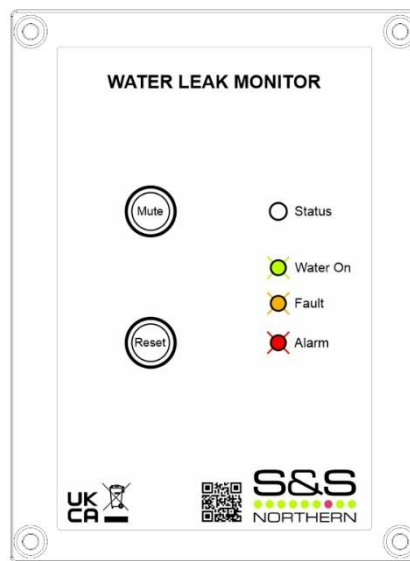 WATER LEAK MONITOR
Mute
Status
Water On
Fault
Reset
Alarm
UK
CA
S&S
NORTHERN